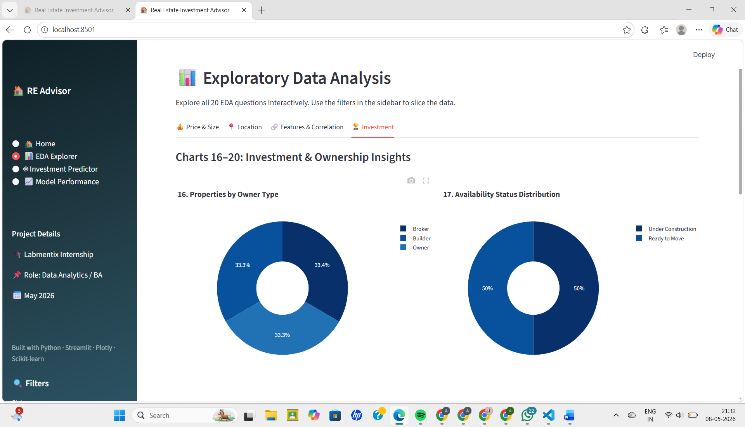 Real Estate Investment Advisor
Real Estate Investment Advisor
localhost:8501
Chat
Deploy
RE Advisor
Home
EDA Explorer
Investment Predictor
Model Performance
Project Details
Labmentix Internship
Role: Data Analytics / BA
May 2026
Built with Python · Streamlit · Plotly ·
Scikit-learn
Filters
Exploratory Data Analysis
Explore all 20 EDA questions interactively. Use the filters in the sidebar to slice the data.
Price & Size
Location
Features & Correlation
Investment
Charts 16–20: Investment & Ownership Insights
16. Properties by Owner Type
33.3%
33.4%
33.3%
Broker
Builder
Owner
17. Availability Status Distribution
50%
50%
Under Construction
Ready to Move
Search
ENG
IN
08-05-2026